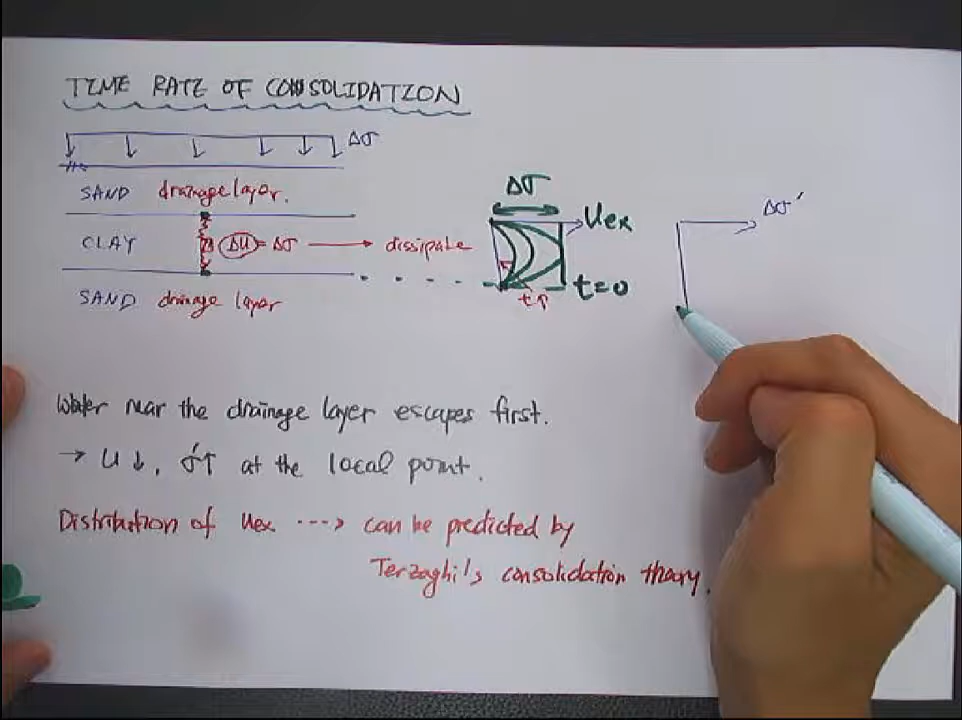 TIME RATE OF CONSOLIDATION
Δσ
SAND drainage layer.
CLAY ΔU = Δσ → dissipate
SAND drainage layer
Δσ
Uex
t=0
t↑
Δσ'
Water near the drainage layer escapes first.
→ U↓, σ'↑ at the local point.
Distribution of Uex ---> can be predicted by
Terzaghi's consolidation theory.